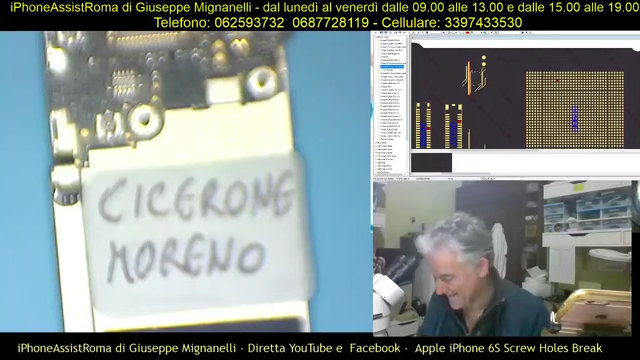 iPhoneAssistRoma di Giuseppe Mignanelli - dal lunedì al venerdì dalle 09.00 alle 13.00 e dalle 15.00 alle 19.00
Telefono: 062593732 0687728119 - Cellulare: 3397433530
CICERONE
MORENO
iPhoneAssistRoma di Giuseppe Mignanelli - Diretta YouTube e Facebook - Apple iPhone 6S Screw Holes Break